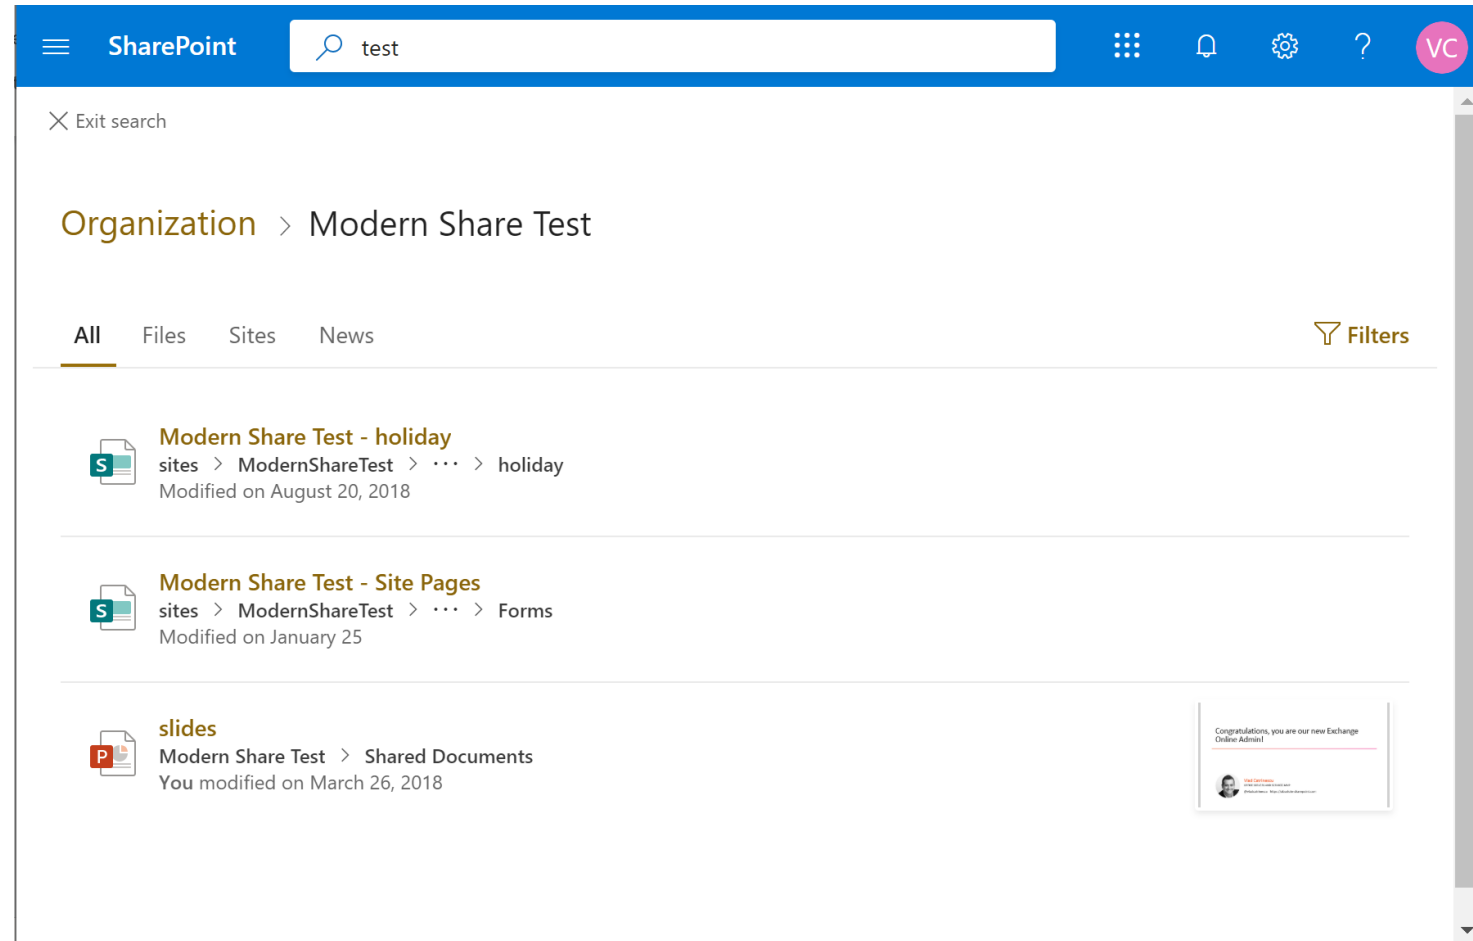 SharePoint
test
VC
Exit search
Organization > Modern Share Test
All Files Sites News
Filters
Modern Share Test - holiday
sites > ModernShareTest > ··· > holiday
Modified on August 20, 2018
Modern Share Test - Site Pages
sites > ModernShareTest > ··· > Forms
Modified on January 25
slides
Modern Share Test > Shared Documents
You modified on March 26, 2018
Congratulations, you are our new Exchange
Online Admin!